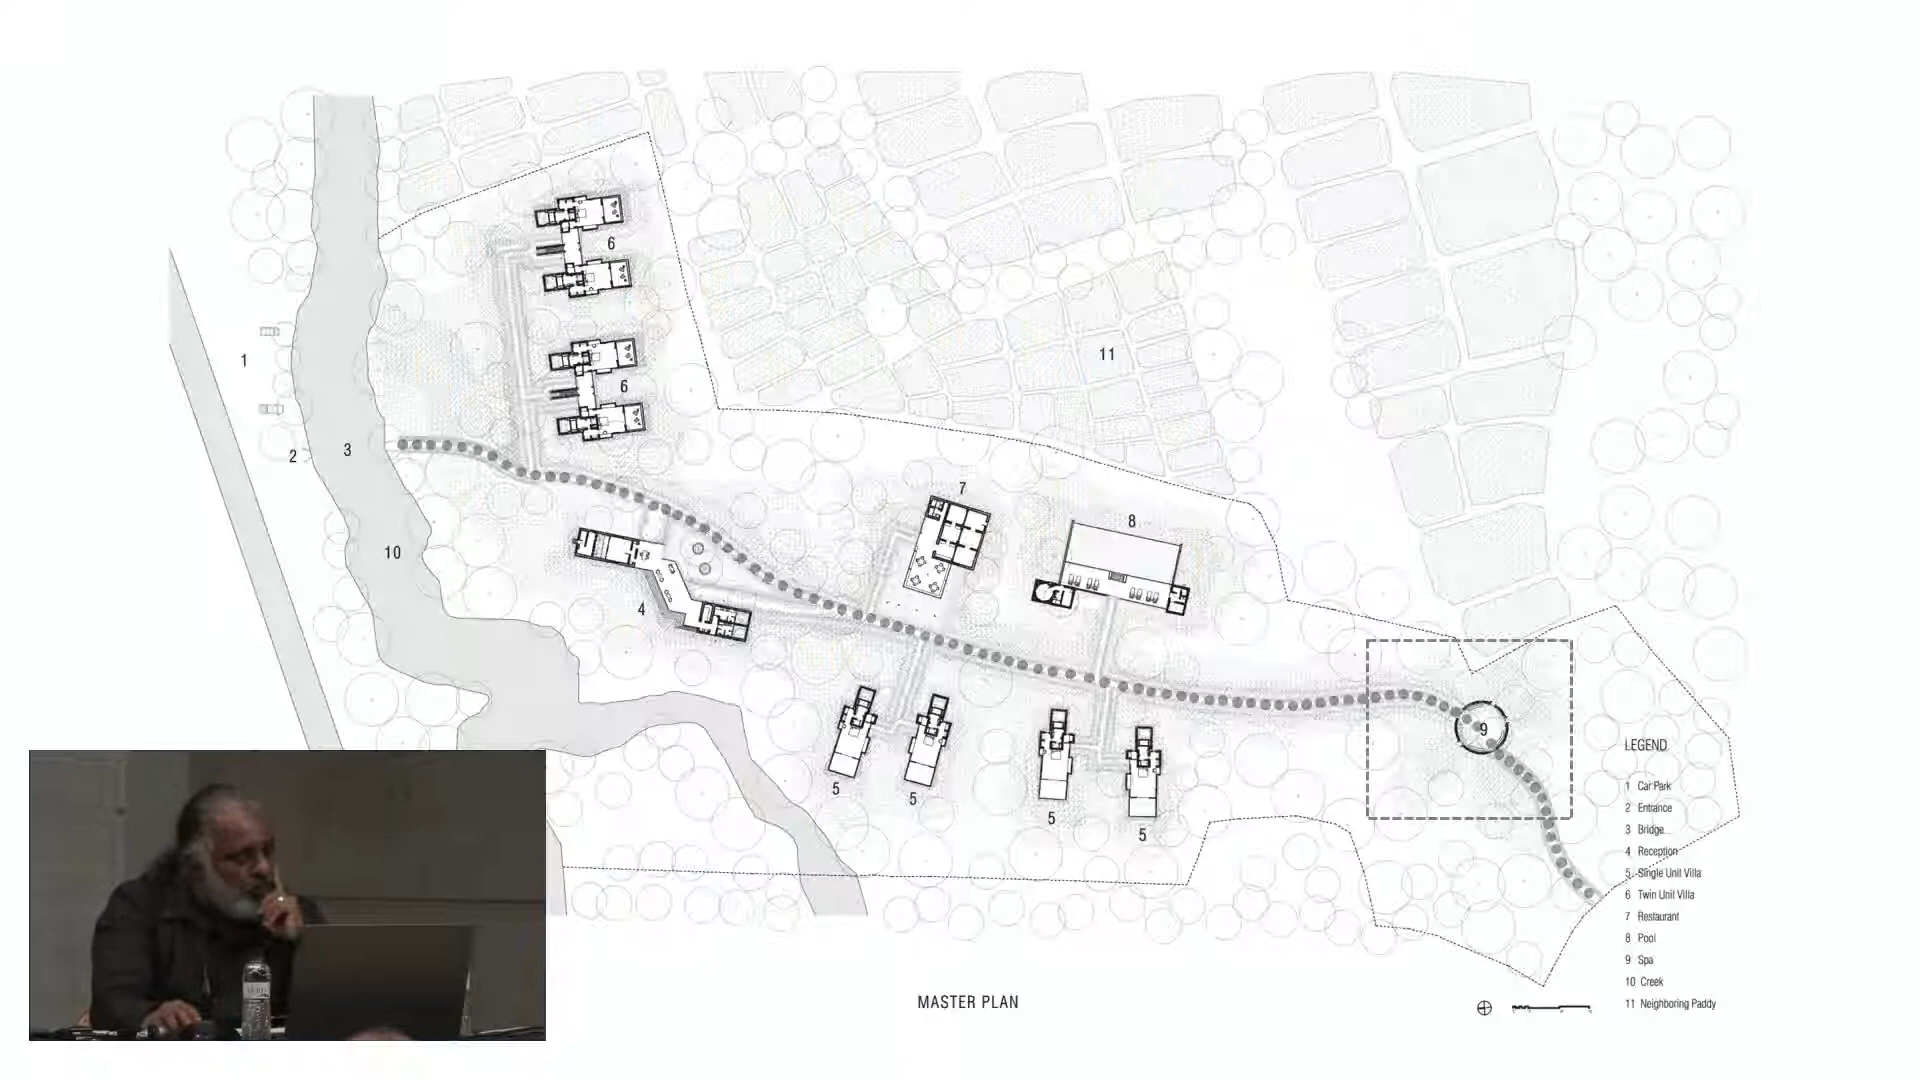 6
11
1
6
2
3
7
8
10
4
9
5
5
5
5
LEGEND
1 Car Park
2 Entrance
3 Bridge
4 Reception
5 Single Unit Villa
6 Twin Unit Villa
7 Restaurant
8 Pool
9 Spa
10 Creek
11 Neighboring Paddy
MASTER PLAN